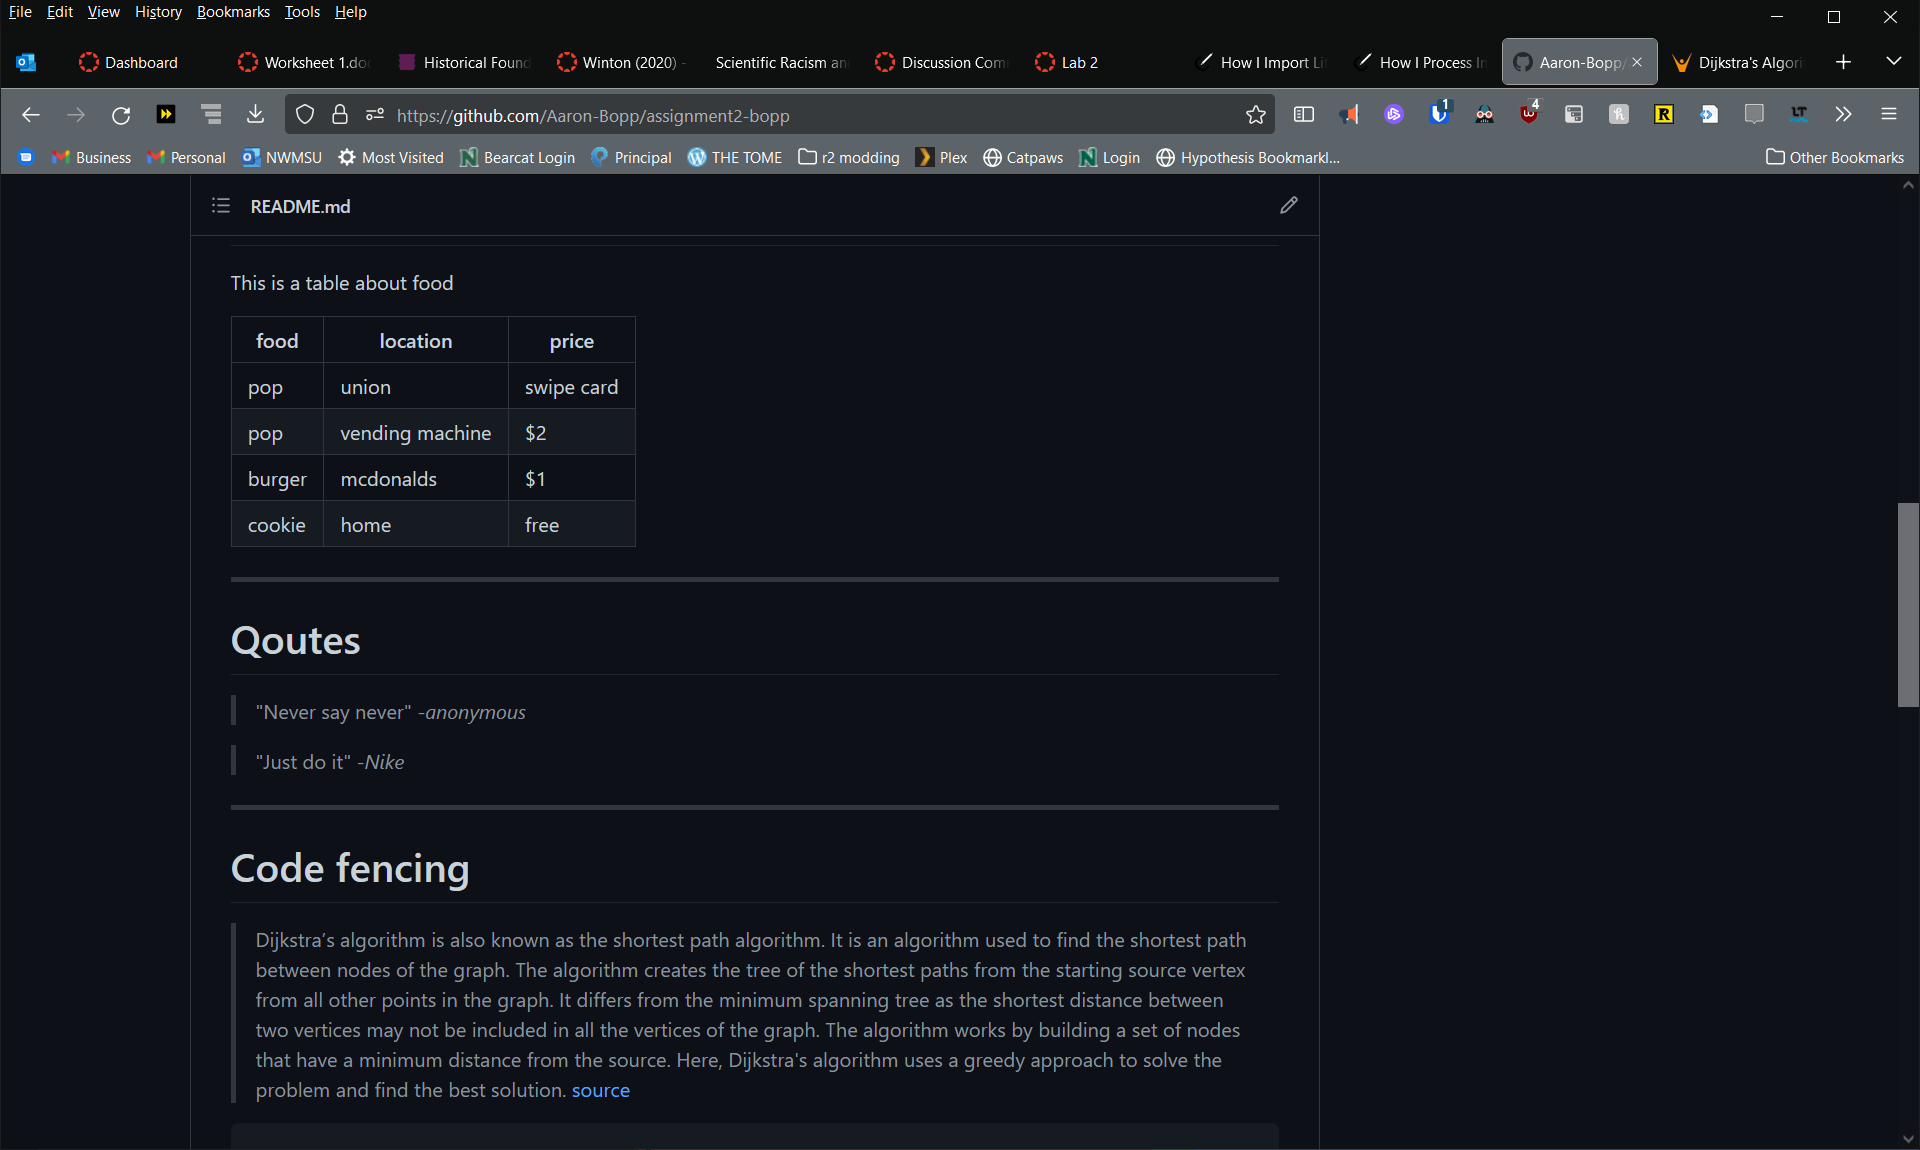 File Edit View History Bookmarks Tools Help
Dashboard Worksheet 1.doc Historical Found Winton (2020) - Scientific Racism an Discussion Com Lab 2 How I Import Li How I Process In Aaron-Bopp/ Dijkstra's Algori
https://github.com/Aaron-Bopp/assignment2-bopp 1 4
Business Personal NWMSU Most Visited Bearcat Login Principal THE TOME r2 modding Plex Catpaws Login Hypothesis Bookmarkl... Other Bookmarks
README.md
This is a table about food
food location price
pop union swipe card
pop vending machine $2
burger mcdonalds $1
cookie home free
Qoutes
"Never say never" -anonymous
"Just do it" -Nike
Code fencing
Dijkstra’s algorithm is also known as the shortest path algorithm. It is an algorithm used to find the shortest path
between nodes of the graph. The algorithm creates the tree of the shortest paths from the starting source vertex
from all other points in the graph. It differs from the minimum spanning tree as the shortest distance between
two vertices may not be included in all the vertices of the graph. The algorithm works by building a set of nodes
that have a minimum distance from the source. Here, Dijkstra's algorithm uses a greedy approach to solve the
problem and find the best solution. source